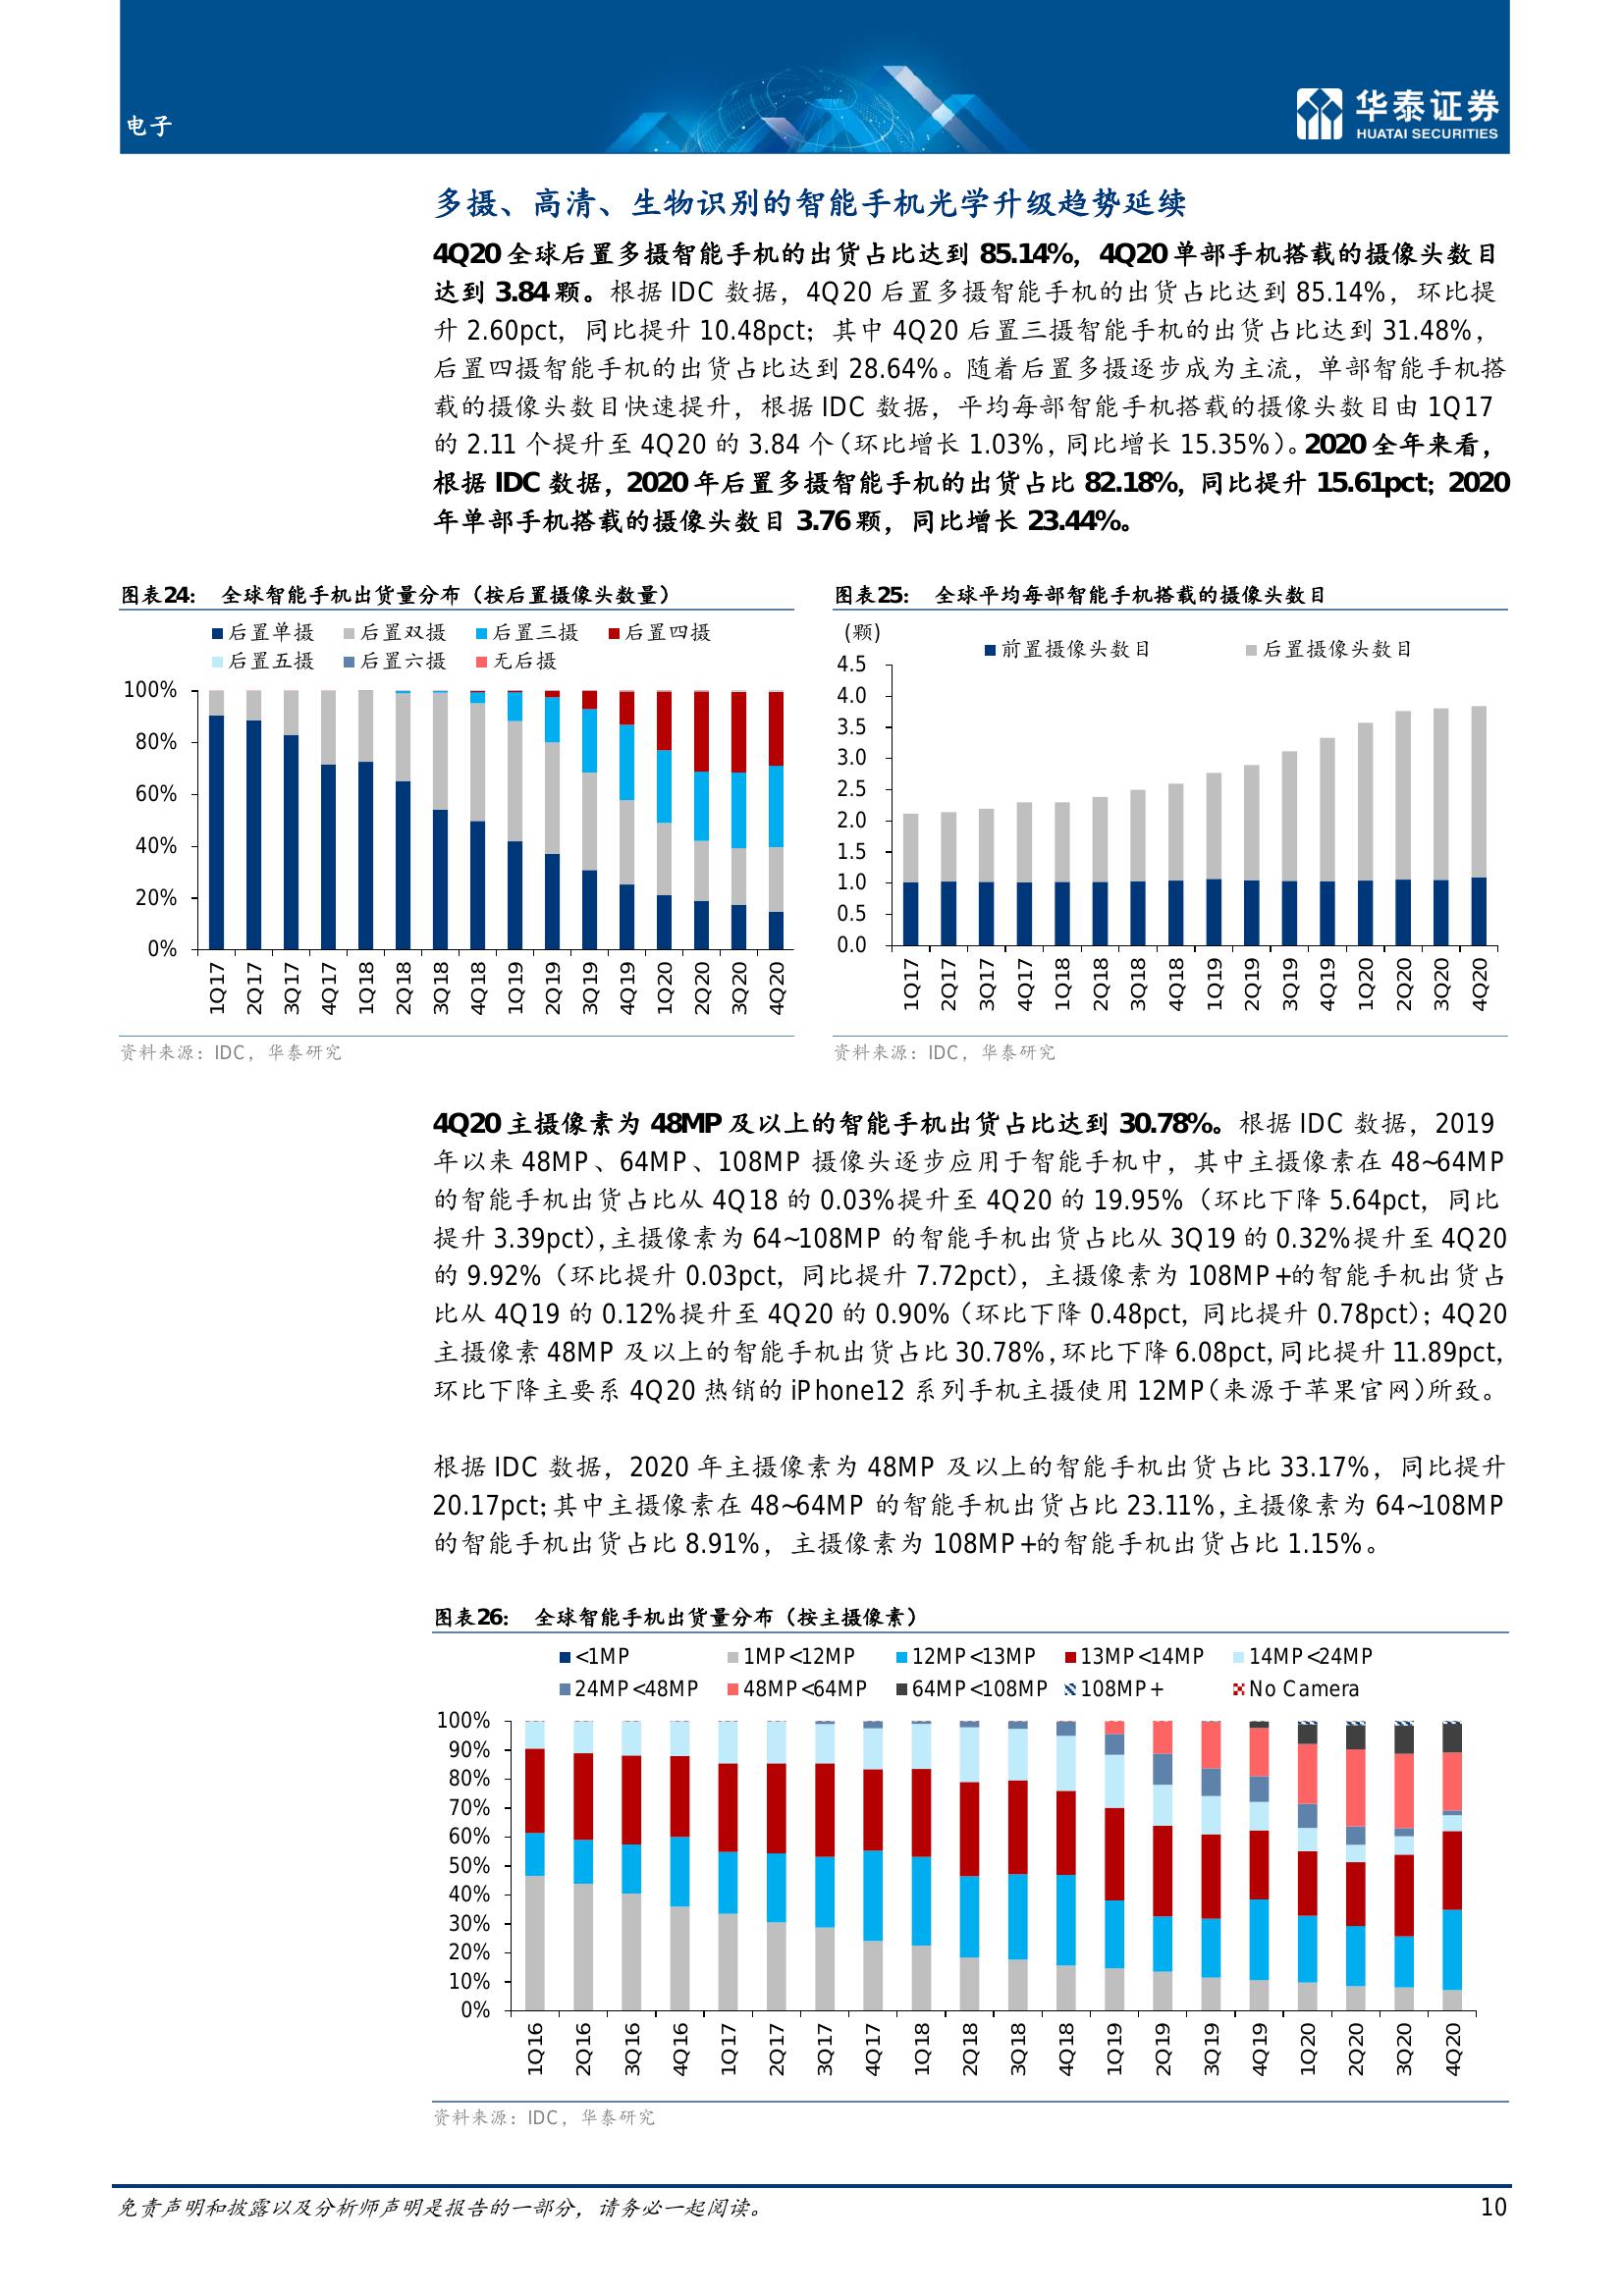 电子
华泰证券
HUATAI SECURITIES
多摄、高清、生物识别的智能手机光学升级趋势延续
4Q20 全球后置多摄智能手机的出货占比达到 85.14%，4Q20 单部手机搭载的摄像头数目
达到 3.84 颗。根据 IDC 数据，4Q20 后置多摄智能手机的出货占比达到 85.14%，环比提
升 2.60pct，同比提升 10.48pct；其中 4Q20 后置三摄智能手机的出货占比达到 31.48%，
后置四摄智能手机的出货占比达到 28.64%。随着后置多摄逐步成为主流，单部智能手机搭
载的摄像头数目快速提升，根据 IDC 数据，平均每部智能手机搭载的摄像头数目由 1Q17
的 2.11 个提升至 4Q20 的 3.84 个（环比增长 1.03%，同比增长 15.35%）。2020 全年来看，
根据 IDC 数据，2020 年后置多摄智能手机的出货占比 82.18%，同比提升 15.61pct；2020
年单部手机搭载的摄像头数目 3.76 颗，同比增长 23.44%。
图表24： 全球智能手机出货量分布（按后置摄像头数量）
后置单摄 后置双摄 后置三摄 后置四摄
后置五摄 后置六摄 无后摄
100%
80%
60%
40%
20%
0%
1Q17 2Q17 3Q17 4Q17 1Q18 2Q18 3Q18 4Q18 1Q19 2Q19 3Q19 4Q19 1Q20 2Q20 3Q20 4Q20
资料来源：IDC，华泰研究
图表25： 全球平均每部智能手机搭载的摄像头数目
（颗）
前置摄像头数目 后置摄像头数目
4.5
4.0
3.5
3.0
2.5
2.0
1.5
1.0
0.5
0.0
1Q17 2Q17 3Q17 4Q17 1Q18 2Q18 3Q18 4Q18 1Q19 2Q19 3Q19 4Q19 1Q20 2Q20 3Q20 4Q20
资料来源：IDC，华泰研究
4Q20 主摄像素为 48MP 及以上的智能手机出货占比达到 30.78%。根据 IDC 数据，2019
年以来 48MP、64MP、108MP 摄像头逐步应用于智能手机中，其中主摄像素在 48~64MP
的智能手机出货占比从 4Q18 的 0.03%提升至 4Q20 的 19.95%（环比下降 5.64pct，同比
提升 3.39pct），主摄像素为 64~108MP 的智能手机出货占比从 3Q19 的 0.32%提升至 4Q20
的 9.92%（环比提升 0.03pct，同比提升 7.72pct），主摄像素为 108MP+的智能手机出货占
比从 4Q19 的 0.12%提升至 4Q20 的 0.90%（环比下降 0.48pct，同比提升 0.78pct）；4Q20
主摄像素 48MP 及以上的智能手机出货占比 30.78%，环比下降 6.08pct，同比提升 11.89pct，
环比下降主要系 4Q20 热销的 iPhone12 系列手机主摄使用 12MP（来源于苹果官网）所致。
根据 IDC 数据，2020 年主摄像素为 48MP 及以上的智能手机出货占比 33.17%，同比提升
20.17pct；其中主摄像素在 48~64MP 的智能手机出货占比 23.11%，主摄像素为 64~108MP
的智能手机出货占比 8.91%，主摄像素为 108MP+的智能手机出货占比 1.15%。
图表26： 全球智能手机出货量分布（按主摄像素）
<1MP 1MP<12MP 12MP<13MP 13MP<14MP 14MP<24MP
24MP<48MP 48MP<64MP 64MP<108MP 108MP+ No Camera
100%
90%
80%
70%
60%
50%
40%
30%
20%
10%
0%
1Q16 2Q16 3Q16 4Q16 1Q17 2Q17 3Q17 4Q17 1Q18 2Q18 3Q18 4Q18 1Q19 2Q19 3Q19 4Q19 1Q20 2Q20 3Q20 4Q20
资料来源：IDC，华泰研究
免责声明和披露以及分析师声明是报告的一部分，请务必一起阅读。
10